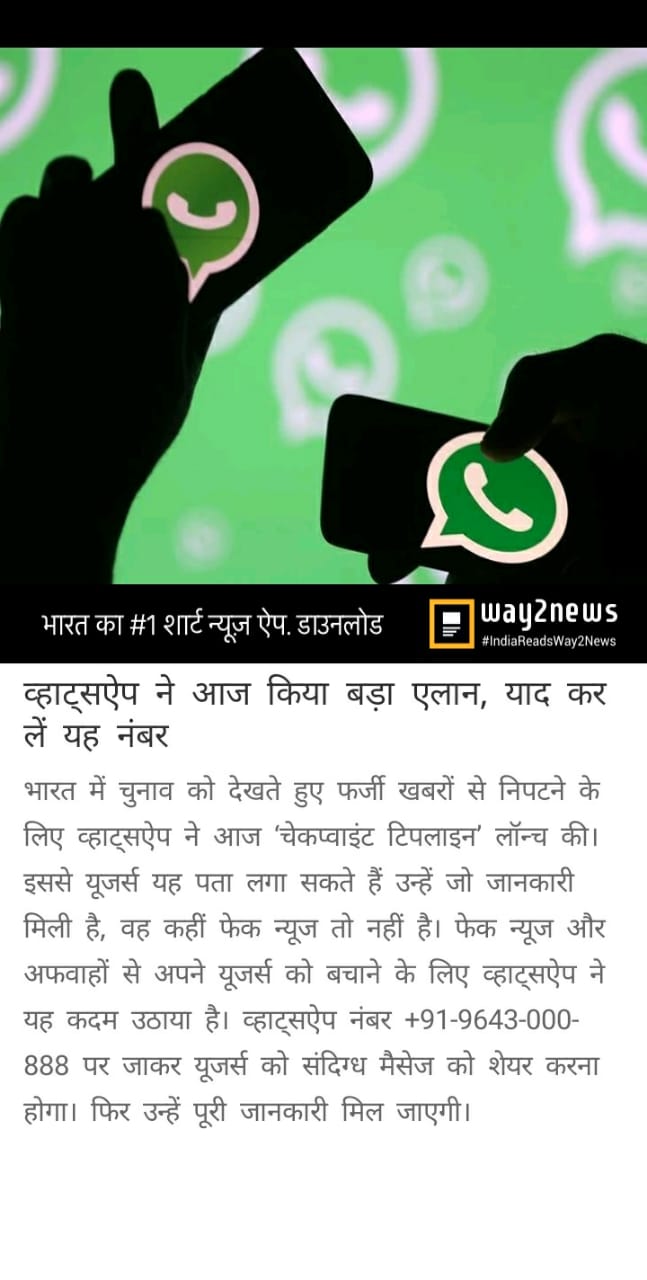 भारत का #1 शार्ट न्यूज़ ऐप. डाउनलोड
way2news
#IndiaReadsWay2News
व्हाट्सऐप ने आज किया बड़ा एलान, याद कर
लें यह नंबर
भारत में चुनाव को देखते हुए फर्जी खबरों से निपटने के
लिए व्हाट्सऐप ने आज ‘चेकप्वाइंट टिपलाइन’ लॉन्च की।
इससे यूजर्स यह पता लगा सकते हैं उन्हें जो जानकारी
मिली है, वह कहीं फेक न्यूज तो नहीं है। फेक न्यूज और
अफवाहों से अपने यूजर्स को बचाने के लिए व्हाट्सऐप ने
यह कदम उठाया है। व्हाट्सऐप नंबर +91-9643-000-
888 पर जाकर यूजर्स को संदिग्ध मैसेज को शेयर करना
होगा। फिर उन्हें पूरी जानकारी मिल जाएगी।